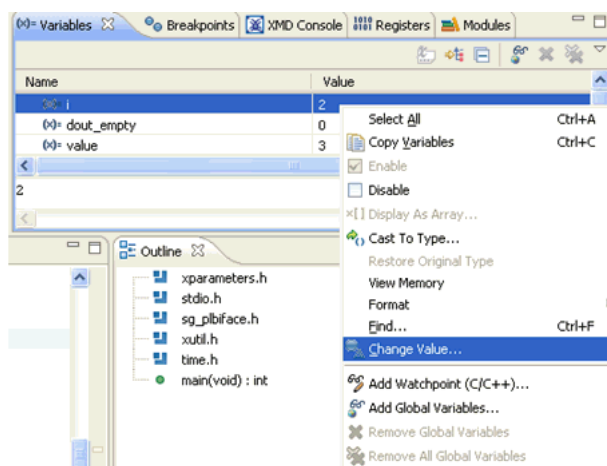 (x)= Variables
Breakpoints
XMD Console
1010 0101 Registers
Modules
Name Value
(x)= i 2
(x)= dout_empty 0
(x)= value 3
2
Outline
xparameters.h
stdio.h
sg_plbiface.h
xutil.h
time.h
main(void) : int
Select All Ctrl+A
Copy Variables Ctrl+C
Enable
Disable
×[] Display As Array...
Cast To Type...
Restore Original Type
View Memory
Format
Find... Ctrl+F
Change Value...
Add Watchpoint (C/C++)...
Add Global Variables...
Remove Global Variables
Remove All Global Variables